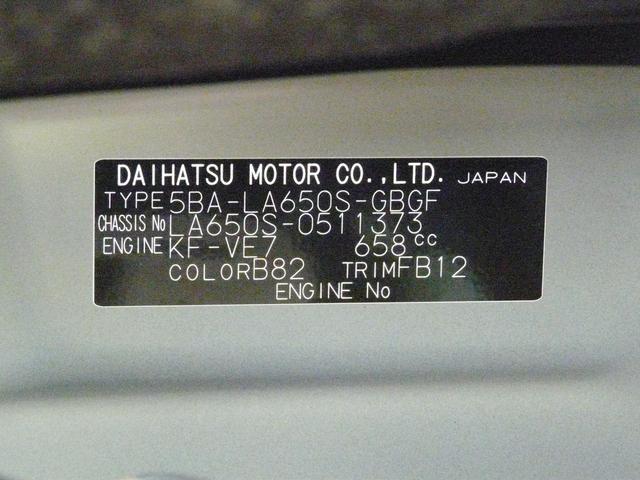 DAIHATSU MOTOR CO.,LTD. JAPAN
TYPE 5BA-LA650S-GBGF
CHASSIS No LA650S-0511373
ENGINE KF-VE7 658cc
COLOR B82 TRIM FB12
ENGINE No